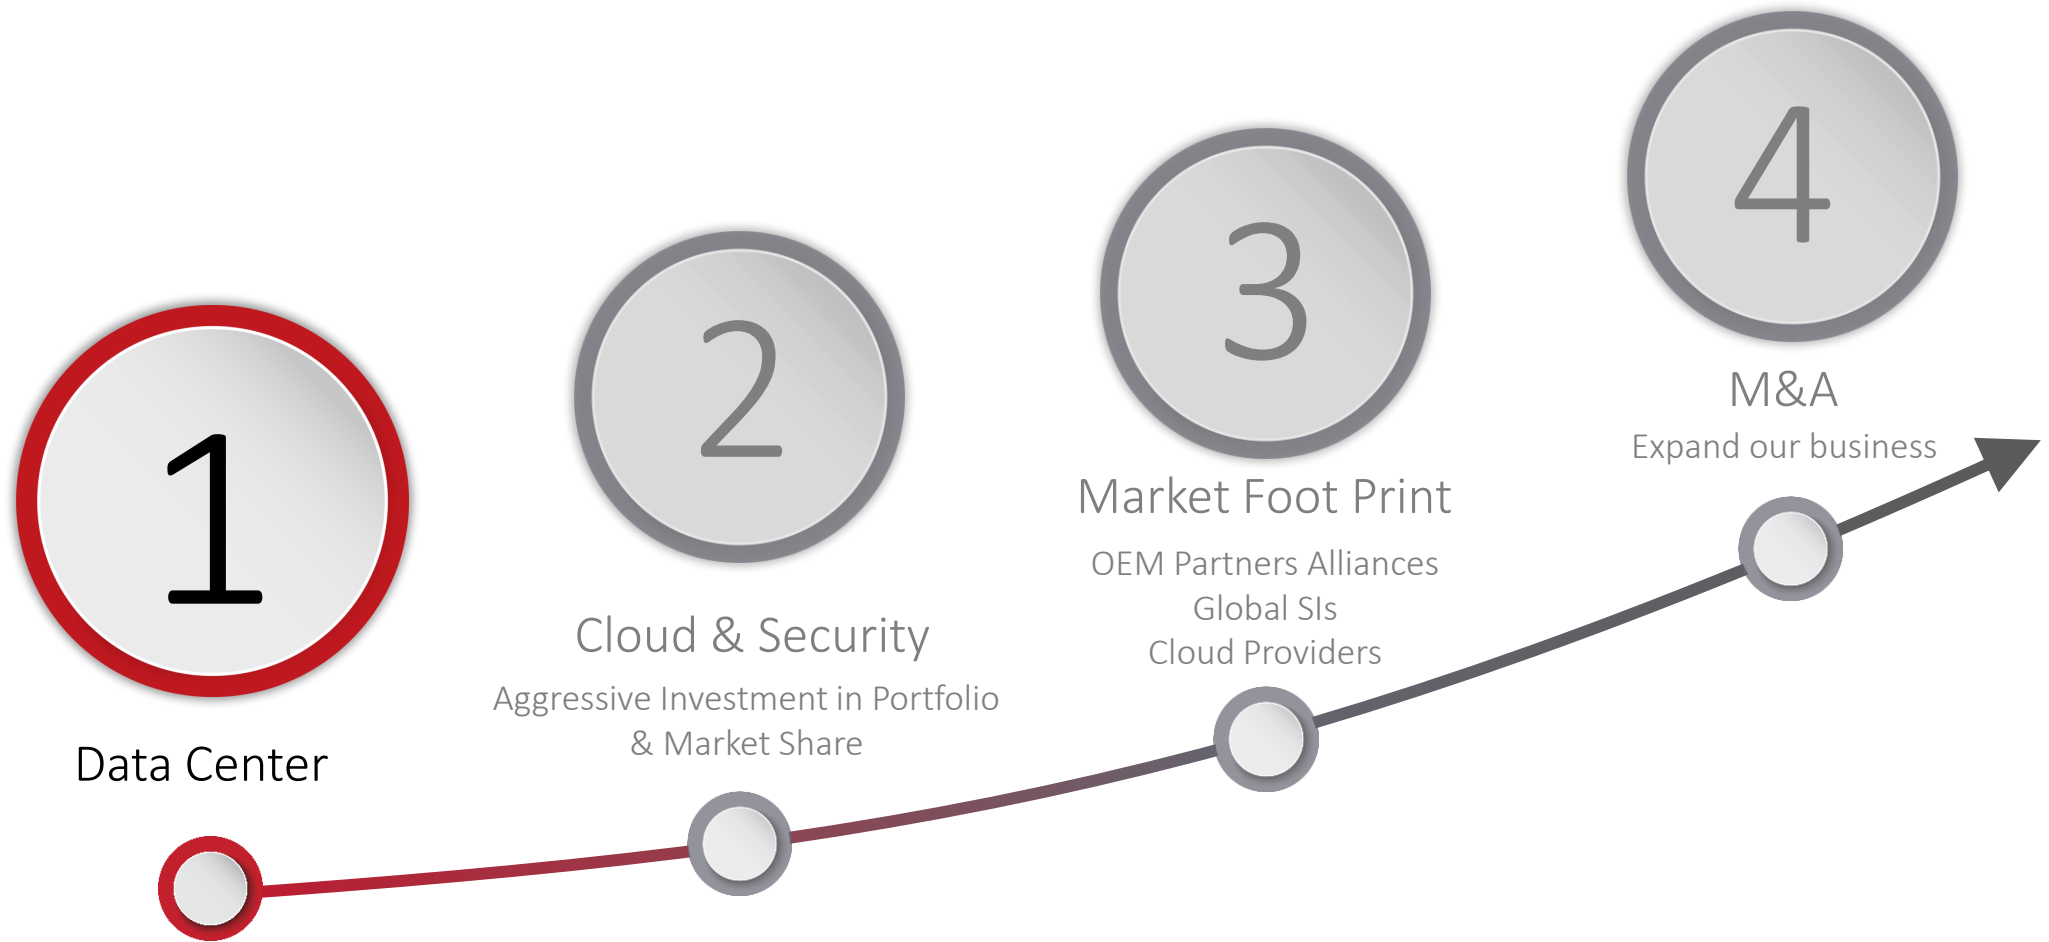 1
Data Center
2
Cloud & Security
Aggressive Investment in Portfolio
& Market Share
3
Market Foot Print
OEM Partners Alliances
Global SIs
Cloud Providers
4
M&A
Expand our business